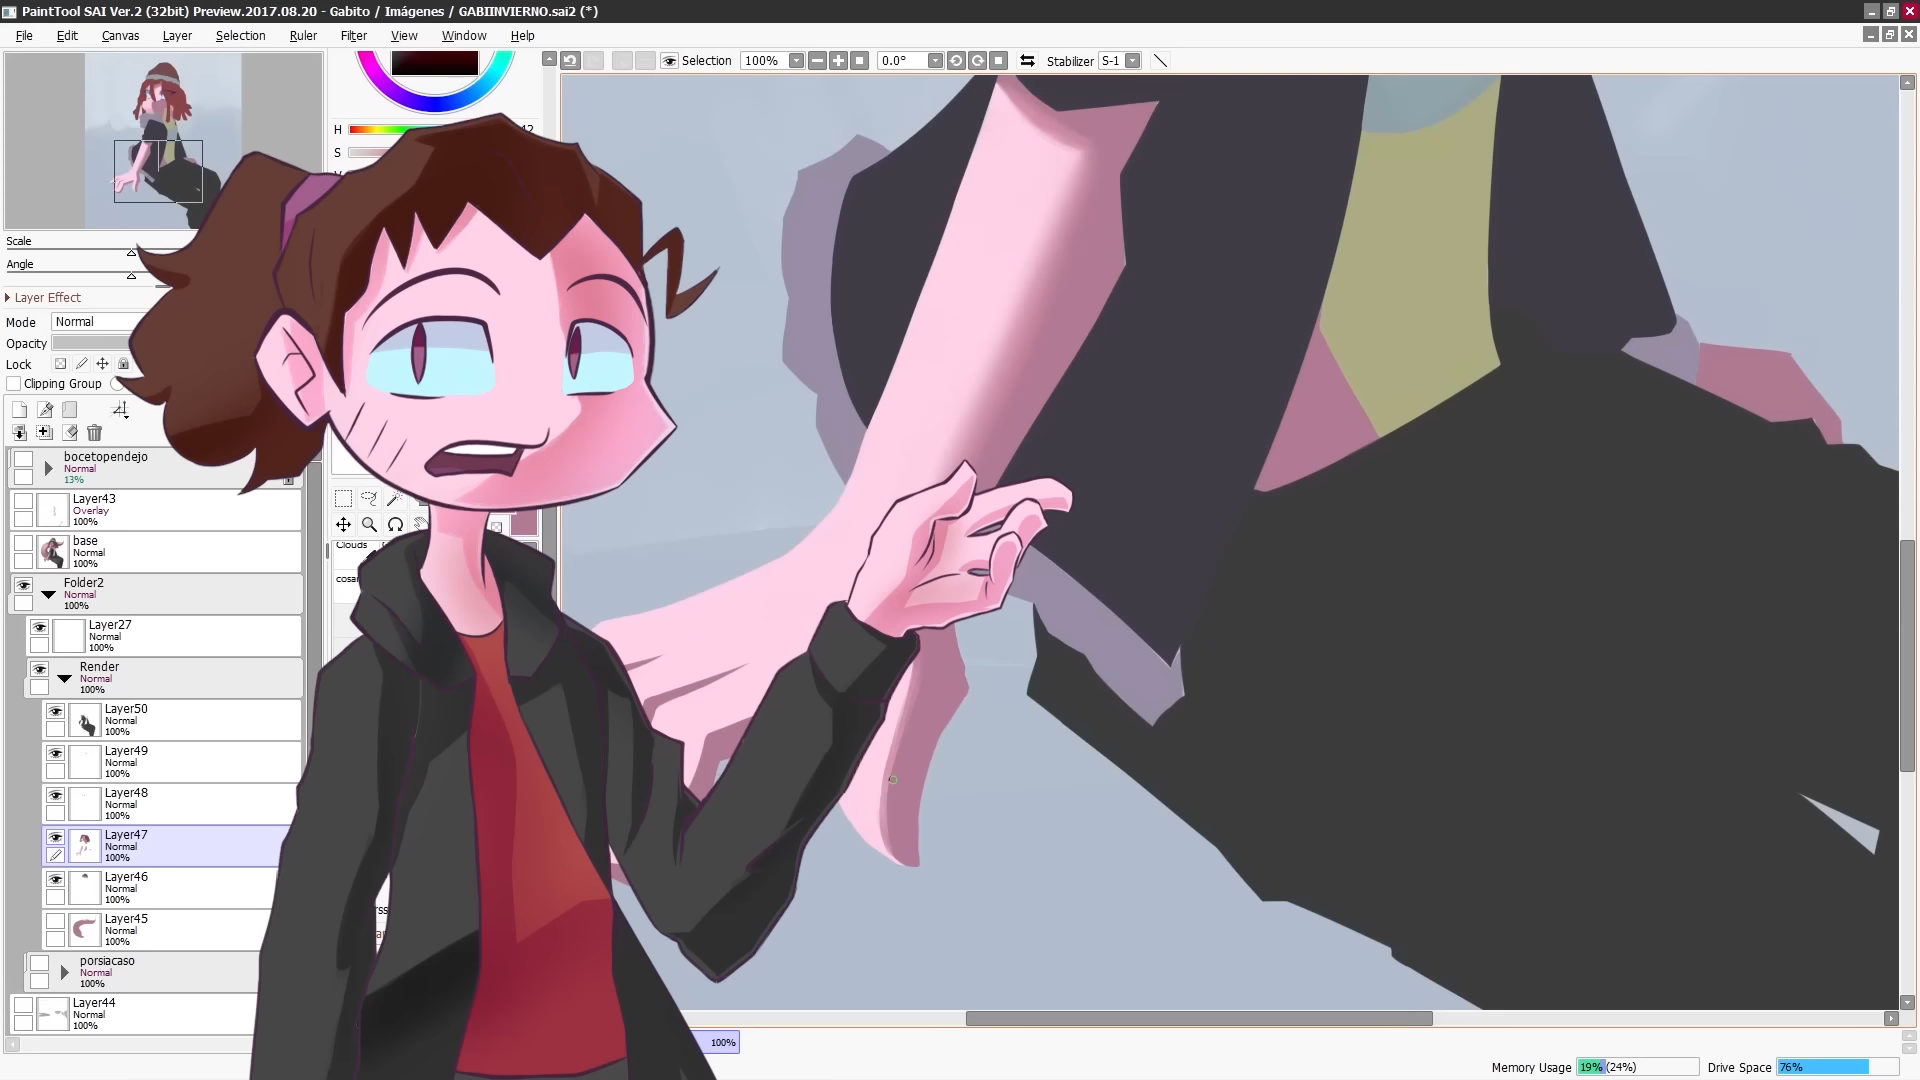 PaintTool SAI Ver.2 (32bit) Preview.2017.08.20 - Gabito / Imágenes / GABIINVIERNO.sai2 (*)
File Edit Canvas Layer Selection Ruler Filter View Window Help
Selection 100% 0.0° Stabilizer S-1
H
S
Scale
Angle
Layer Effect
Mode Normal
Opacity
Lock
Clipping Group
bocetopendejo
Normal
13%
Layer43
Overlay
100%
base
Normal
100%
Folder2
Normal
100%
Layer27
Normal
100%
Render
Normal
100%
Layer50
Normal
100%
Layer49
Normal
100%
Layer48
Normal
100%
Layer47
Normal
100%
Layer46
Normal
100%
Layer45
Normal
100%
porsiacaso
Normal
100%
Layer44
Normal
100%
Clouds
100%
Memory Usage 19% (24%) Drive Space 76%